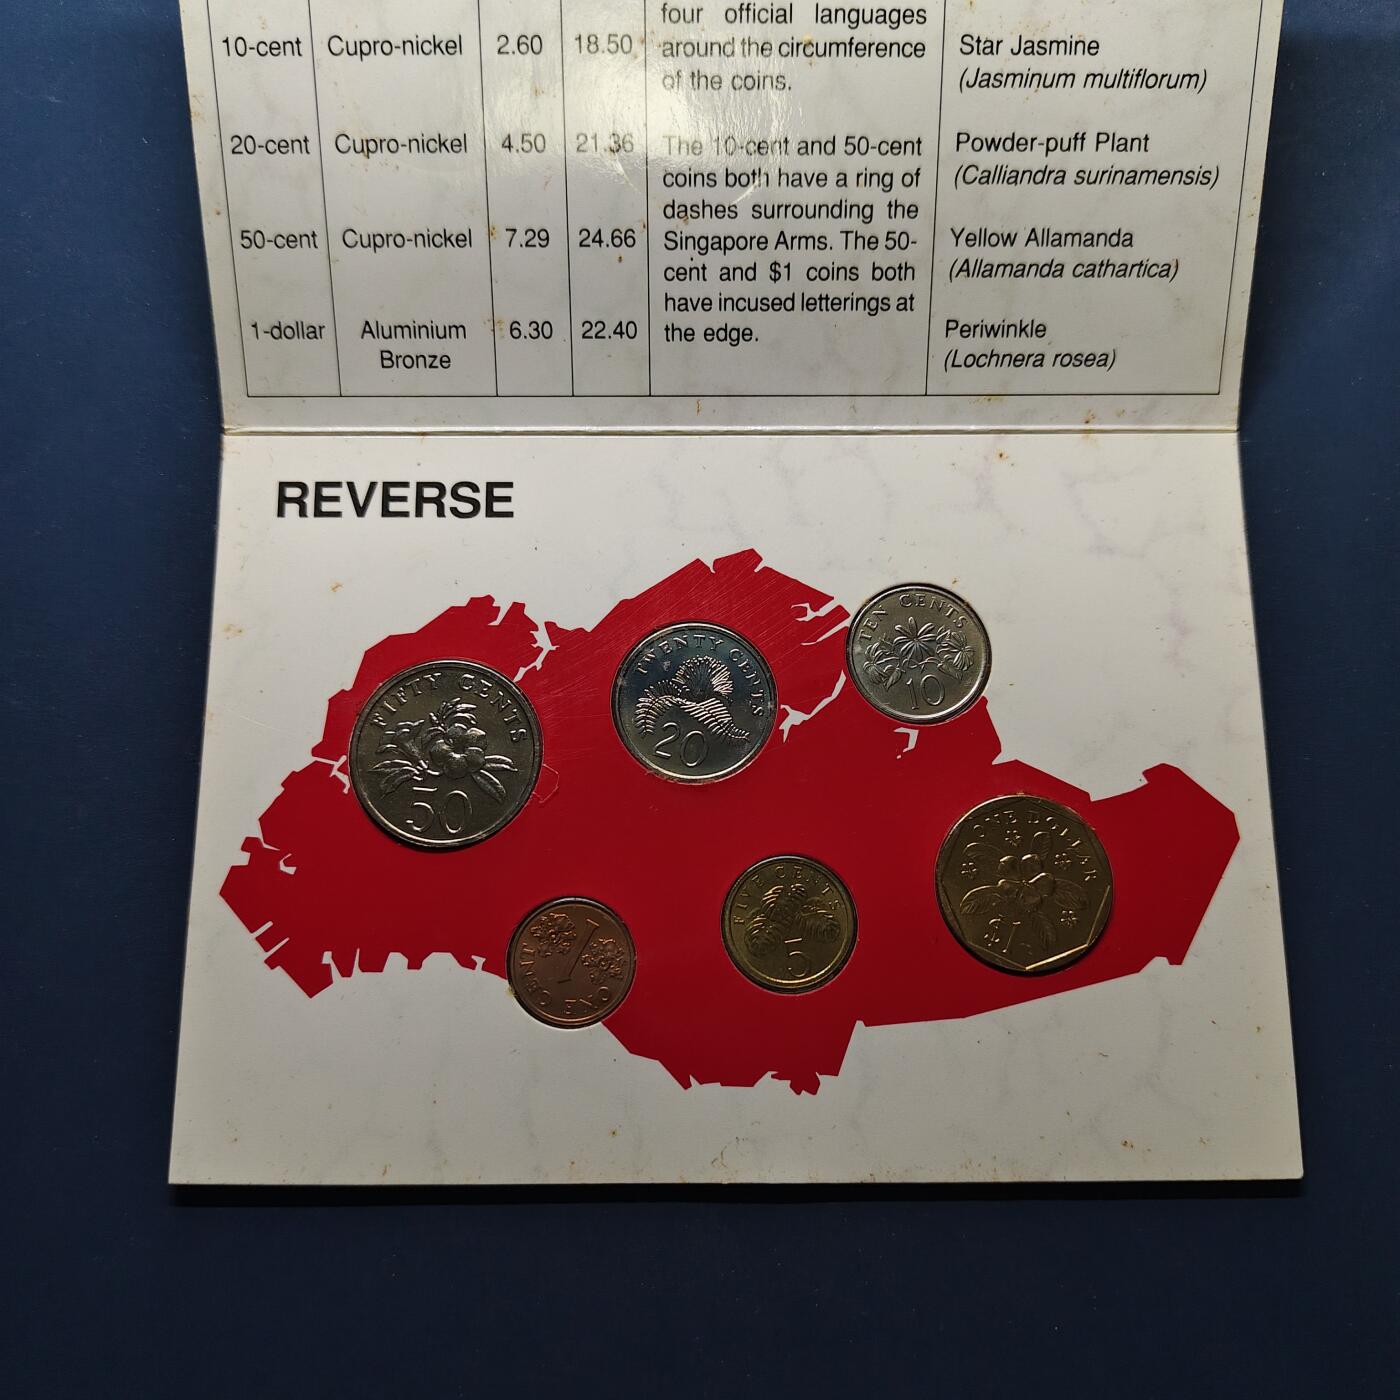 four official languages
10-cent Cupro-nickel 2.60 18.50 around the circumference Star Jasmine
of the coins. (Jasminum multiflorum)
20-cent Cupro-nickel 4.50 21.36 The 10-cent and 50-cent Powder-puff Plant
coins both have a ring of (Calliandra surinamensis)
dashes surrounding the
50-cent Cupro-nickel 7.29 24.66 Singapore Arms. The 50- Yellow Allamanda
cent and $1 coins both (Allamanda cathartica)
have incused letterings at
1-dollar Aluminium 6.30 22.40 the edge. Periwinkle
Bronze (Lochnera rosea)
REVERSE
TEN CENTS
10
TWENTY CENTS
20
FIFTY CENTS
50
ONE DOLLAR
$1
FIVE CENTS
5
1
ONE CENT